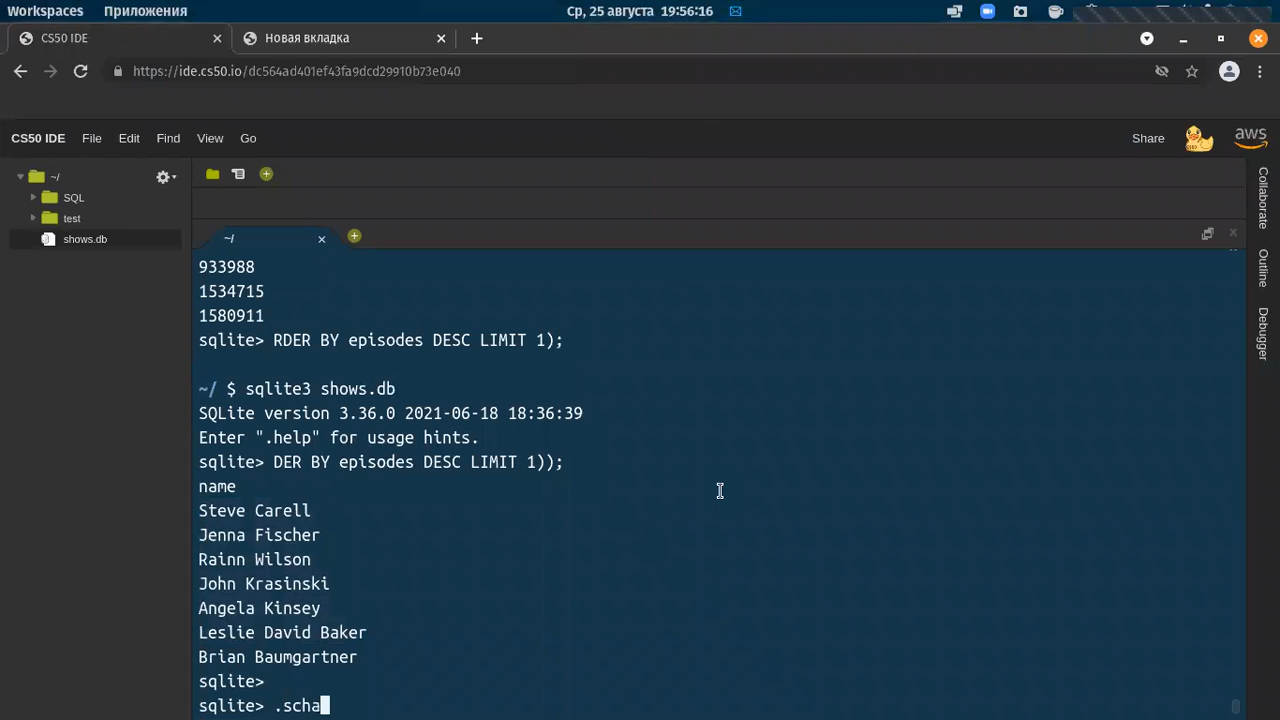 Workspaces Приложения Ср, 25 августа 19:56:16
CS50 IDE Новая вкладка
https://ide.cs50.io/dc564ad401ef43fa9dcd29910b73e040
CS50 IDE File Edit Find View Go Share aws
~/
SQL
test
shows.db
~/
933988
1534715
1580911
sqlite> RDER BY episodes DESC LIMIT 1);
~/ $ sqlite3 shows.db
SQLite version 3.36.0 2021-06-18 18:36:39
Enter ".help" for usage hints.
sqlite> DER BY episodes DESC LIMIT 1));
name
Steve Carell
Jenna Fischer
Rainn Wilson
John Krasinski
Angela Kinsey
Leslie David Baker
Brian Baumgartner
sqlite>
sqlite> .scha
Collaborate
Outline
Debugger